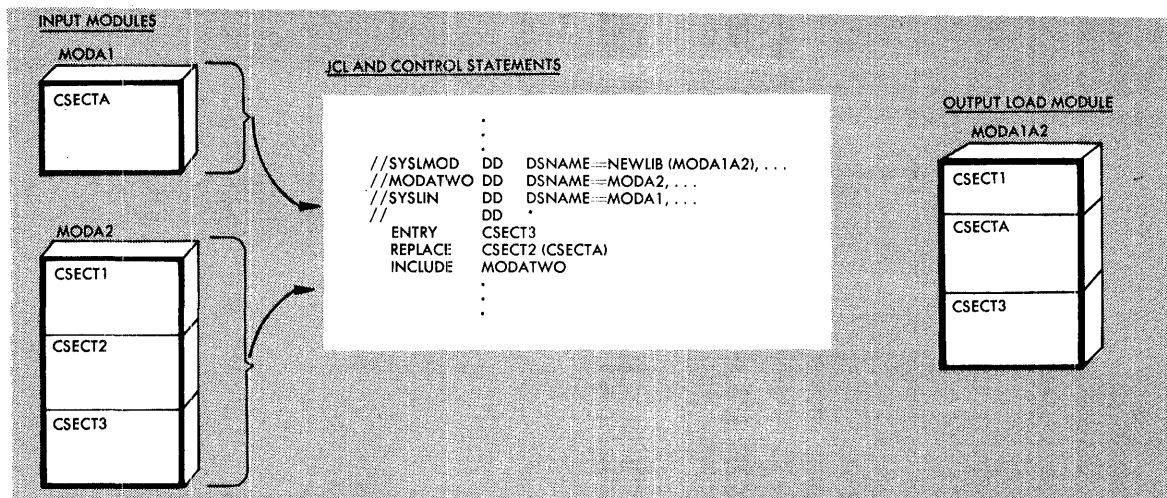 INPUT MODULES
MODA1
CSECTA
MODA2
CSECT1
CSECT2
CSECT3
JCL AND CONTROL STATEMENTS
.
.
.
//SYSLMOD DD DSNAME=NEWLIB (MODA1A2), . . .
//MODATWO DD DSNAME=MODA2, . . .
//SYSLIN DD DSNAME=MODA1, . . .
// DD *
ENTRY CSECT3
REPLACE CSECT2 (CSECTA)
INCLUDE MODATWO
.
.
.
OUTPUT LOAD MODULE
MODA1A2
CSECT1
CSECTA
CSECT3